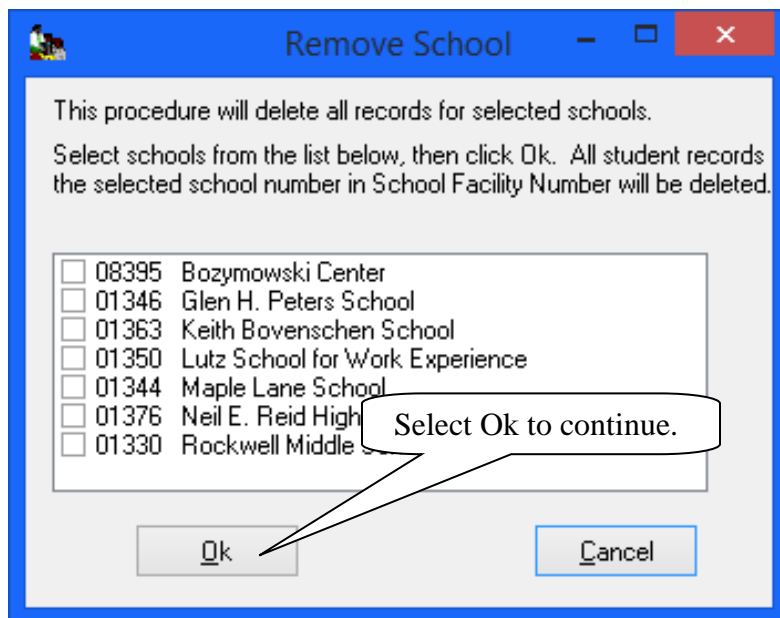 Remove School
This procedure will delete all records for selected schools.
Select schools from the list below, then click Ok. All student records
the selected school number in School Facility Number will be deleted.
08395 Bozymowski Center
01346 Glen H. Peters School
01363 Keith Bovenschen School
01350 Lutz School for Work Experience
01344 Maple Lane School
01376 Neil E. Reid High
01330 Rockwell Middle
Select Ok to continue.
Ok
Cancel